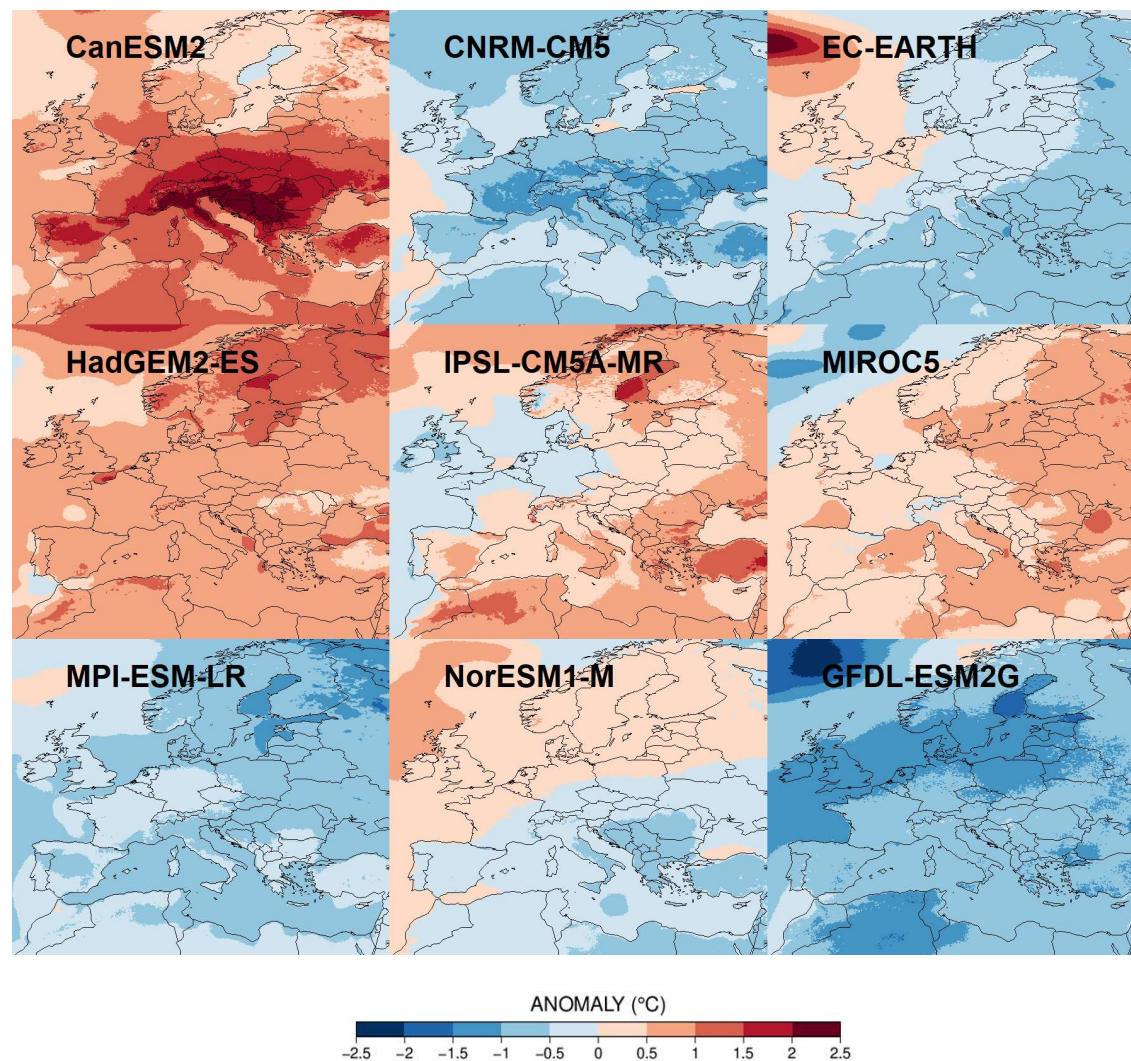 CanESM2
CNRM-CM5
EC-EARTH
HadGEM2-ES
IPSL-CM5A-MR
MIROC5
MPI-ESM-LR
NorESM1-M
GFDL-ESM2G
ANOMALY (°C)
−2.5 −2 −1.5 −1 −0.5 0 0.5 1 1.5 2 2.5